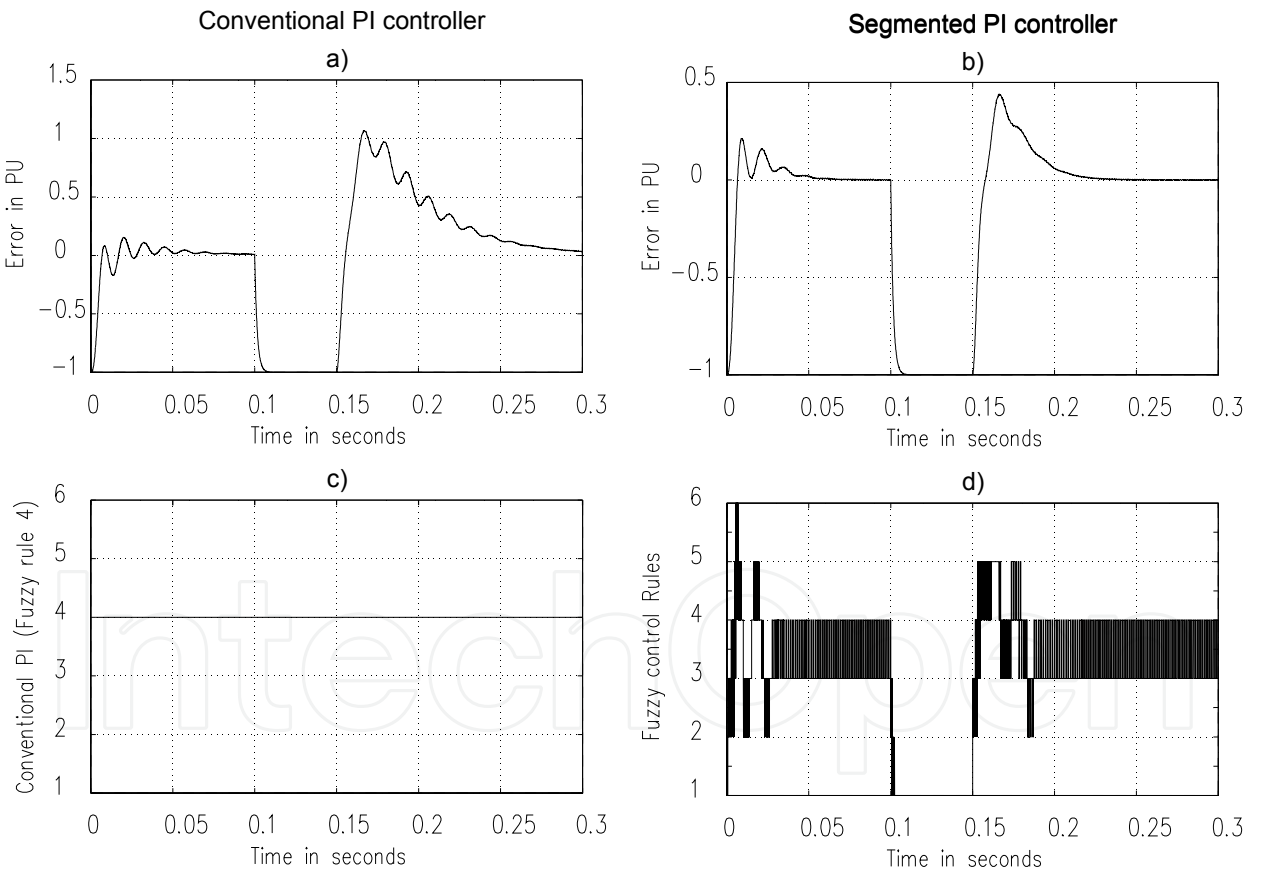 Conventional PI controller
Segmented PI controller
a)
1.5
1
0.5
0
−0.5
−1
Error in PU
0 0.05 0.1 0.15 0.2 0.25 0.3
Time in seconds
b)
0.5
0
−0.5
−1
Error in PU
0 0.05 0.1 0.15 0.2 0.25 0.3
Time in seconds
c)
6
5
4
3
2
1
Conventional PI (Fuzzy rule 4)
0 0.05 0.1 0.15 0.2 0.25 0.3
Time in seconds
d)
6
5
4
3
2
1
Fuzzy control Rules
0 0.05 0.1 0.15 0.2 0.25 0.3
Time in seconds
IntechOpen